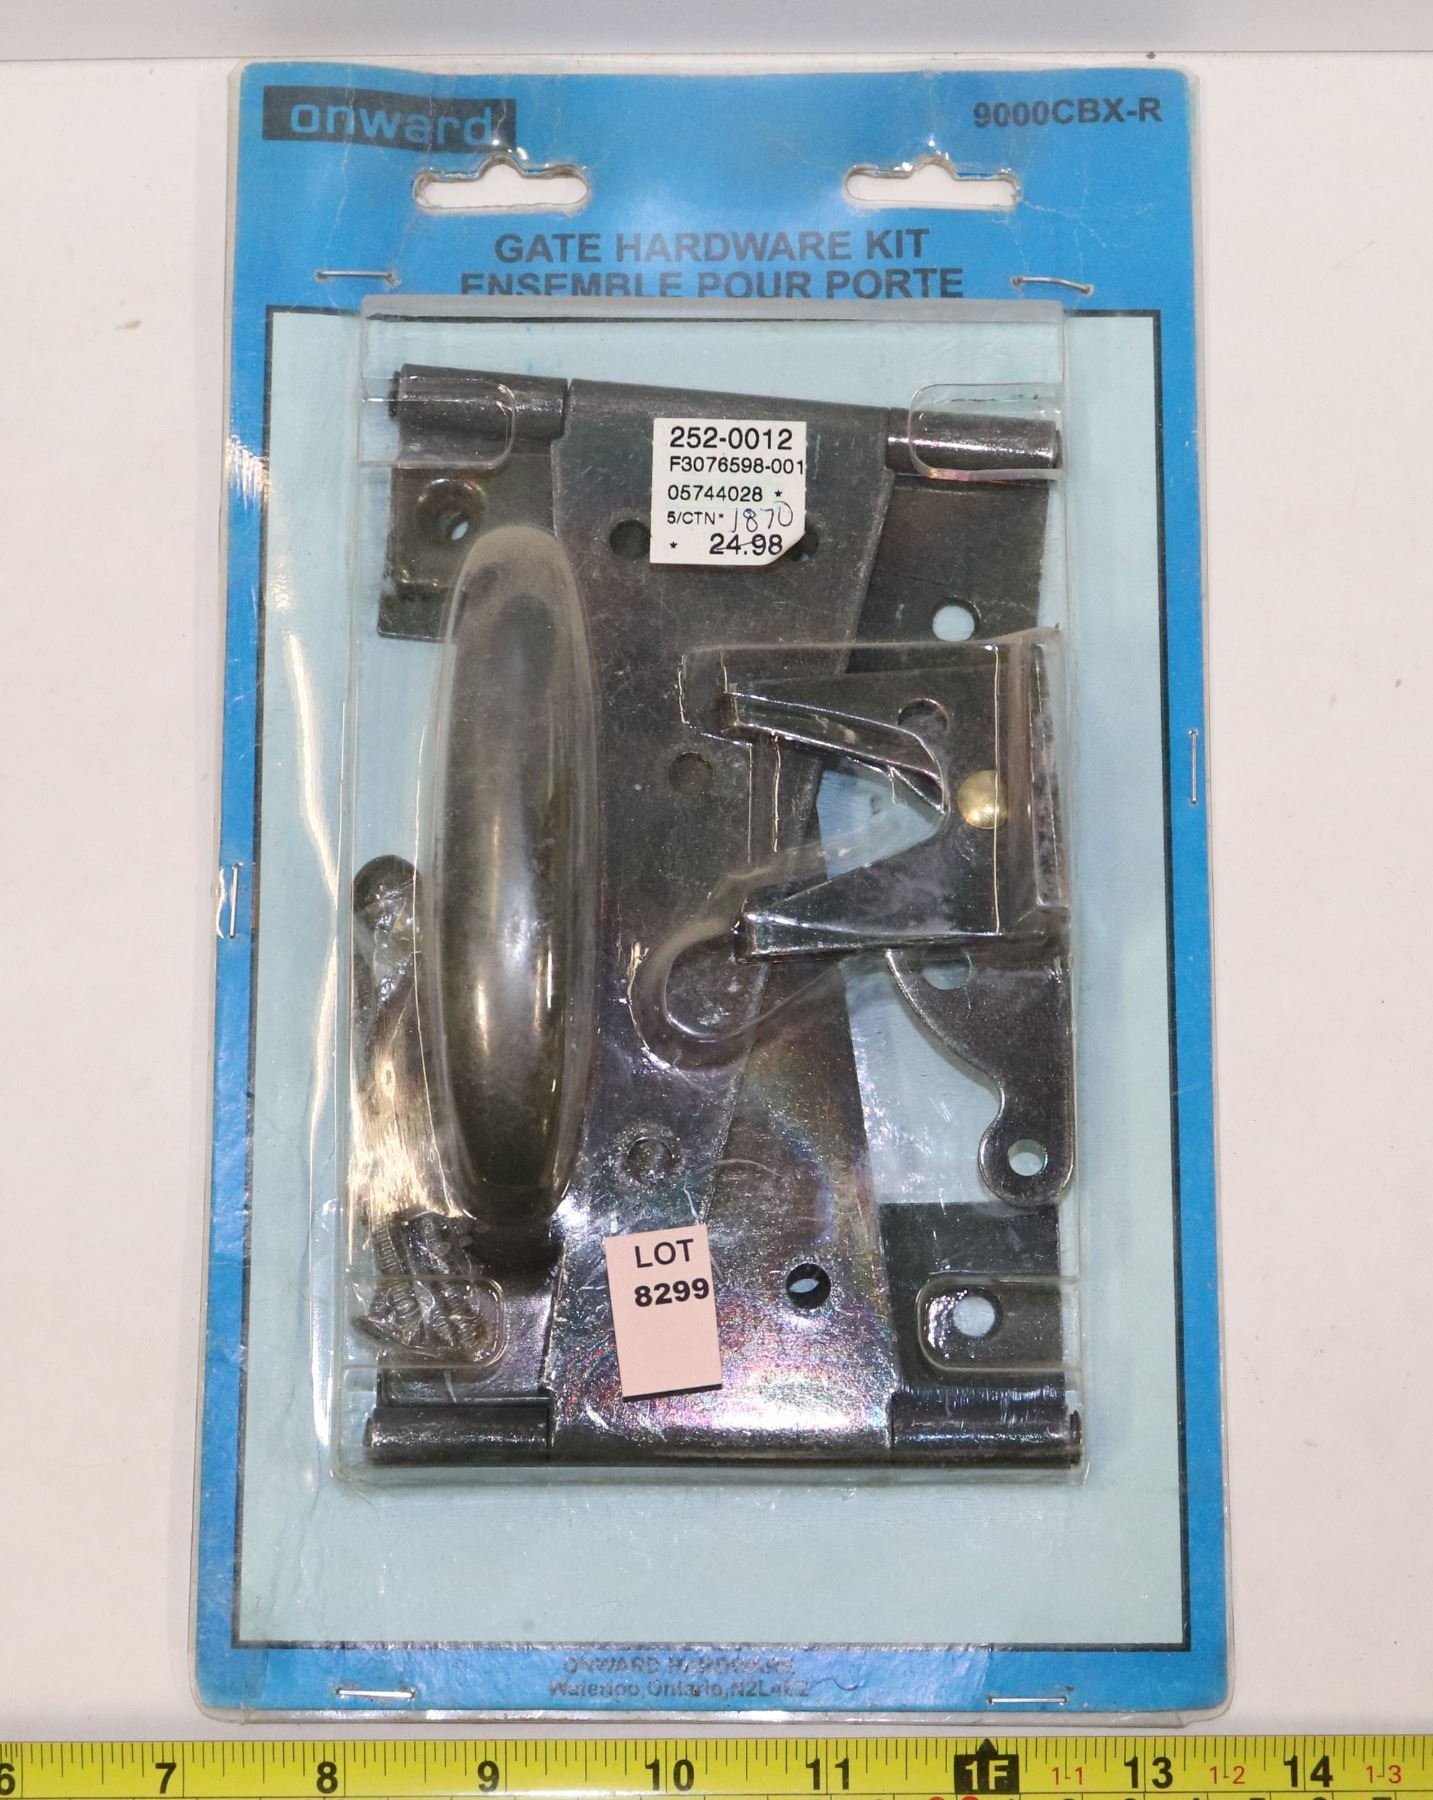 onward
9000CBX-R
GATE HARDWARE KIT
ENSEMBLE POUR PORTE
252-0012
F3076598-001
05744028 *
5/CTN* 1870
* 24.98
LOT
8299
ONWARD HARDWARE
Waterloo, Ontario, N2L4E2
6 7 8 9 10 11 1F 1-1 13 1-2 14 1-3